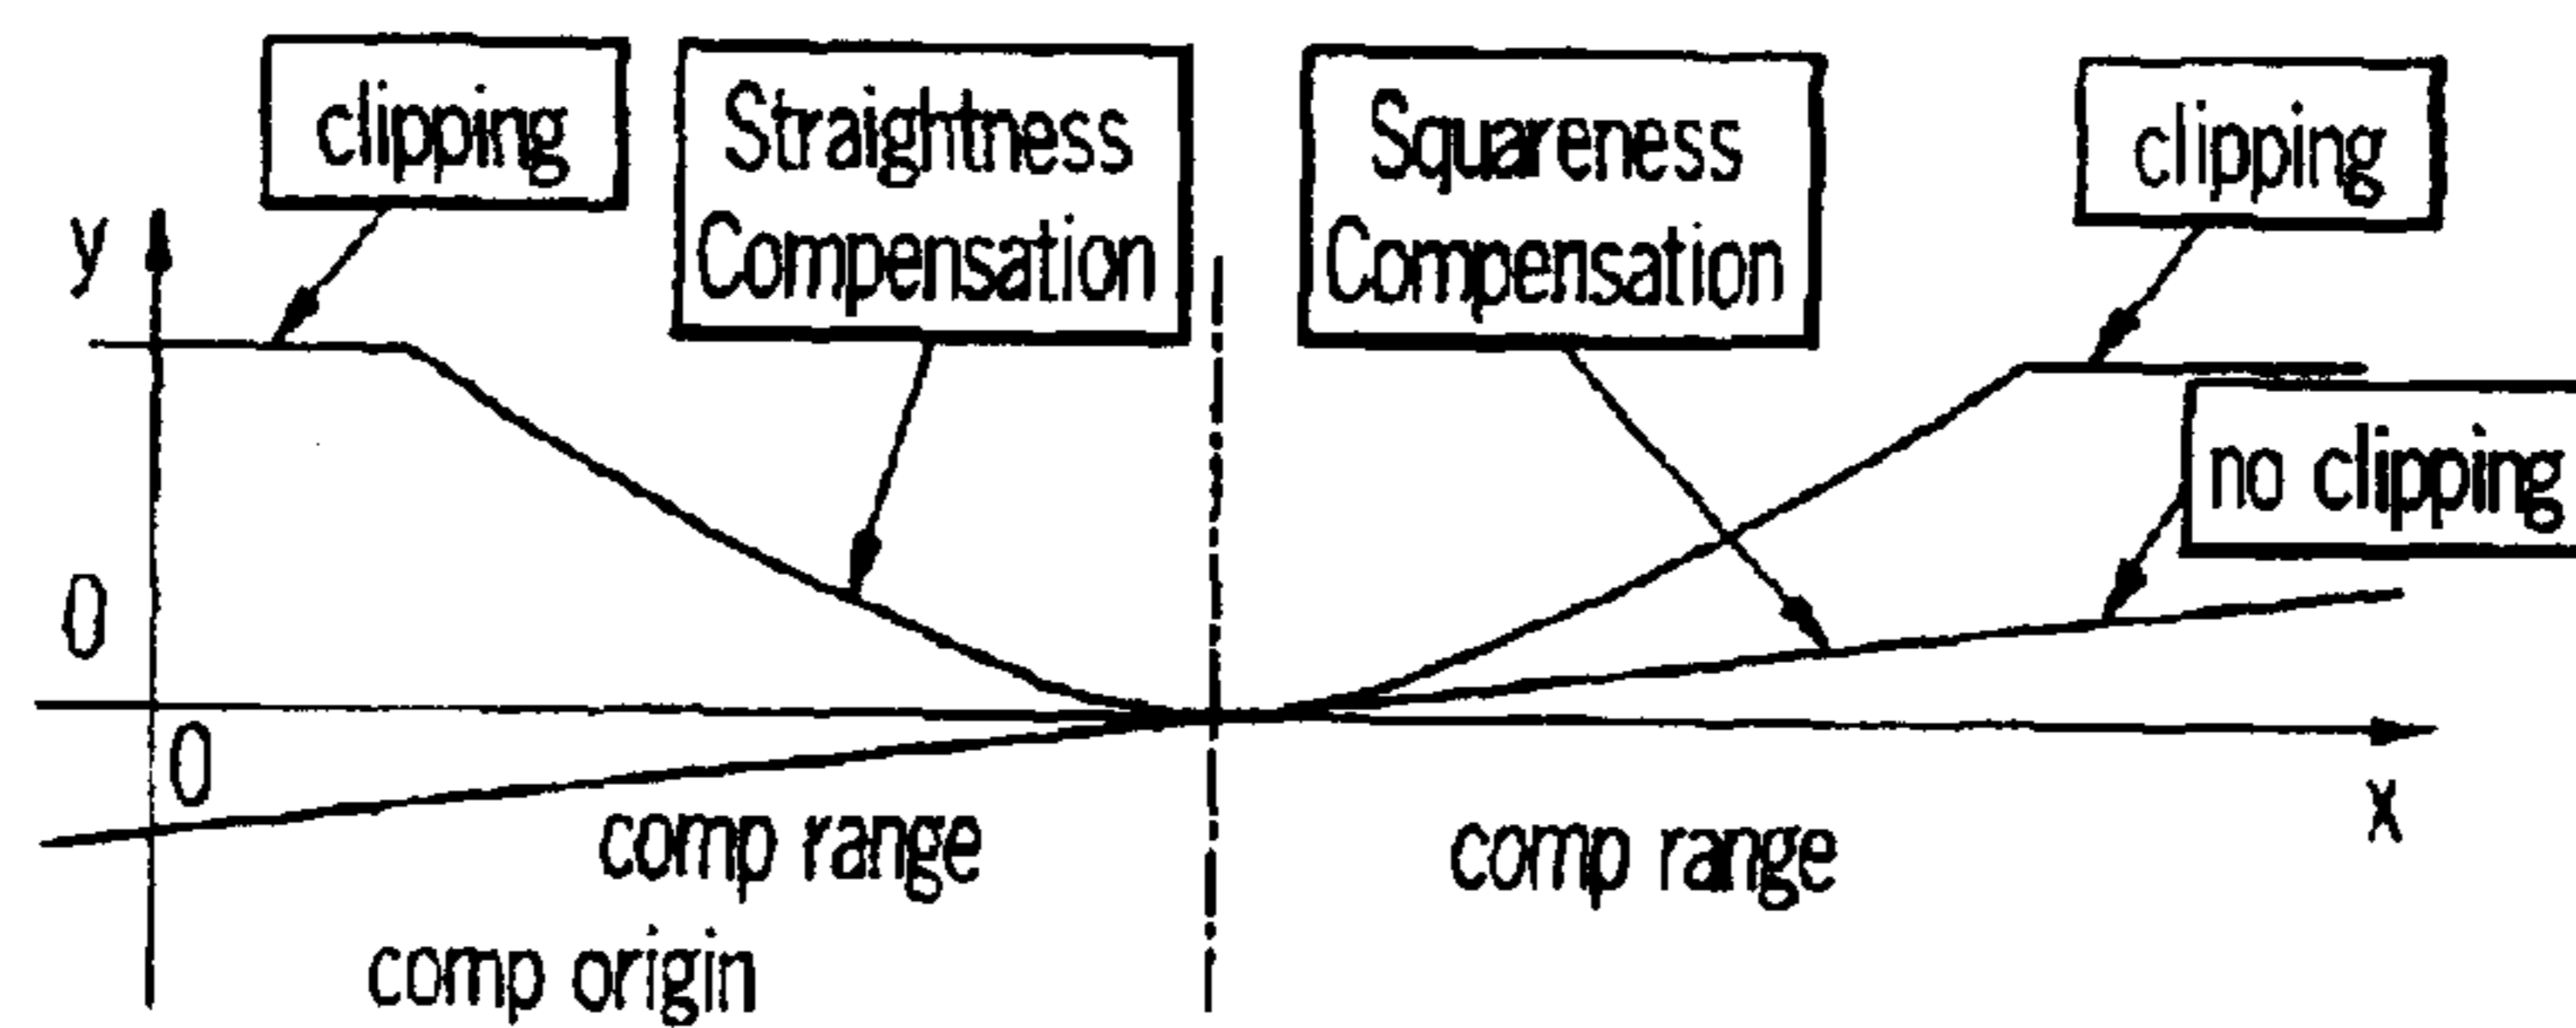 clipping
Straightness
Compensation
Squareness
Compensation
clipping
y
no clipping
0
0
x
comp range
comp range
comp origin